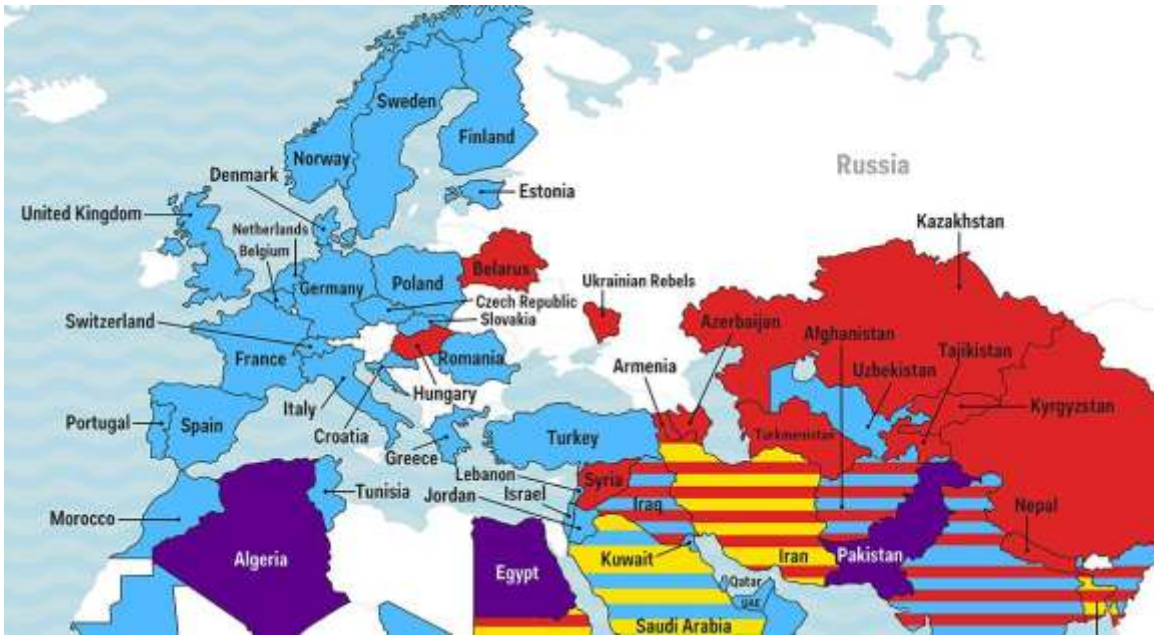 Sweden
Finland
Norway
Russia
Denmark
Estonia
United Kingdom
Netherlands
Kazakhstan
Belgium
Belarus
Poland
Germany
Ukrainian Rebels
Czech Republic
Slovakia
Switzerland
Azerbaijan
Afghanistan
France
Romania
Armenia
Tajikistan
Uzbekistan
Hungary
Italy
Kyrgyzstan
Portugal
Spain
Croatia
Turkey
Turkmenistan
Greece
Lebanon
Syria
Tunisia
Israel
Jordan
Iraq
Nepal
Morocco
Algeria
Kuwait
Iran
Pakistan
Egypt
Qatar
UAE
Saudi Arabia